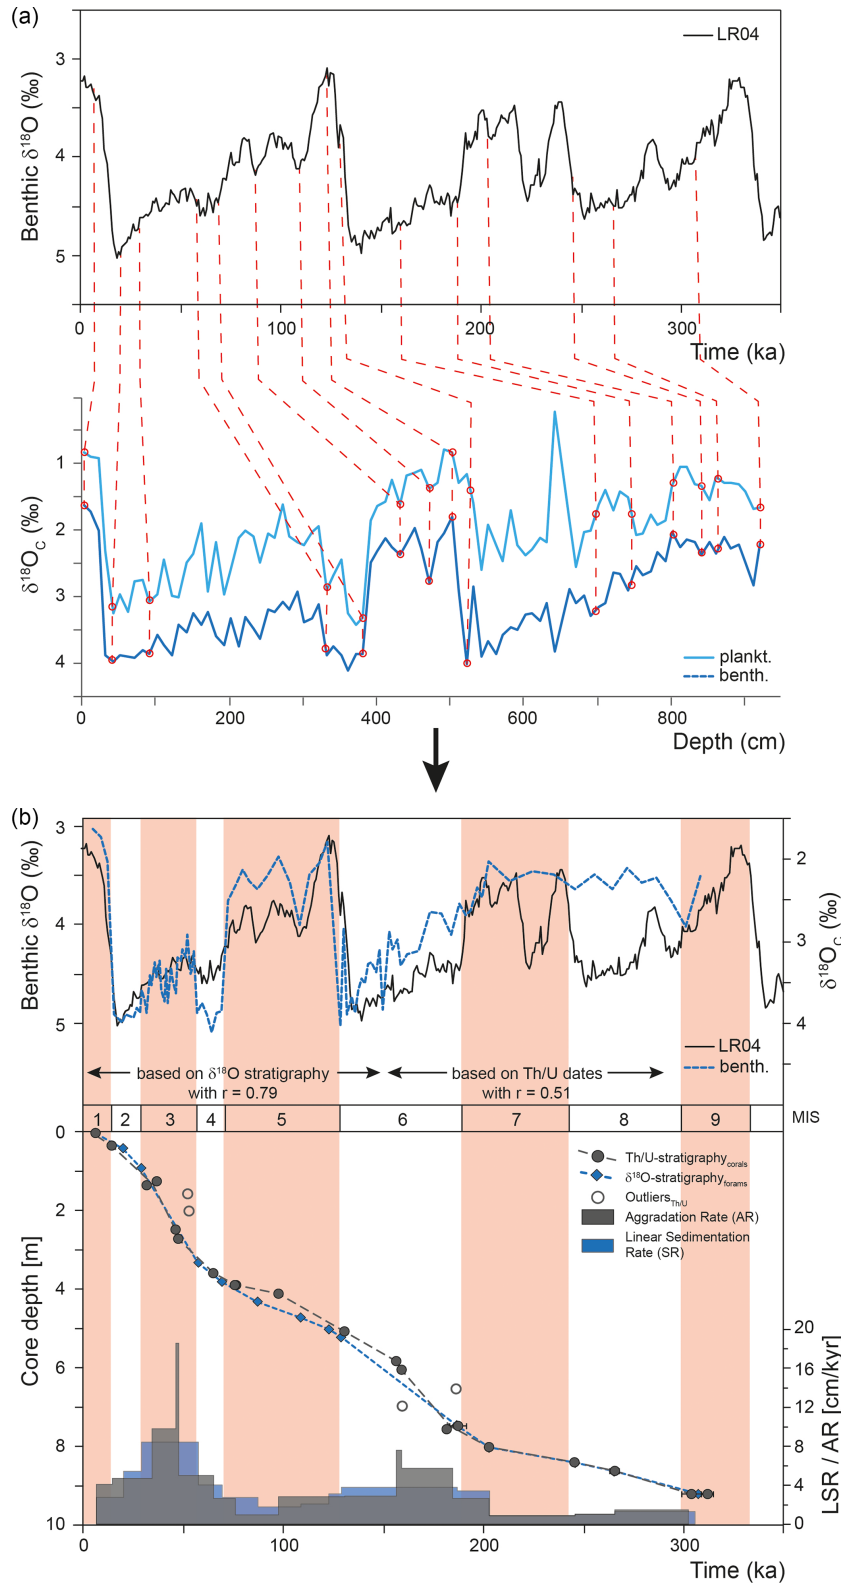 (a)
LR04
3
4
5
Benthic δ18O (‰)
0 100 200 300
Time (ka)
1
2
3
4
δ18OC (‰)
plankt.
benth.
0 200 400 600 800
Depth (cm)
(b)
3
4
5
Benthic δ18O (‰)
2
3
4
δ18OC (‰)
LR04
benth.
based on δ18O stratigraphy
with r = 0.79
based on Th/U dates
with r = 0.51
1 2 3 4 5 6 7 8 9 MIS
0
2
4
6
8
10
Core depth [m]
Th/U-stratigraphycorals
δ18O-stratigraphyforams
OutliersTh/U
Aggradation Rate (AR)
Linear Sedimentation
Rate (SR)
20
16
12
8
4
0
LSR / AR [cm/kyr]
0 100 200 300
Time (ka)